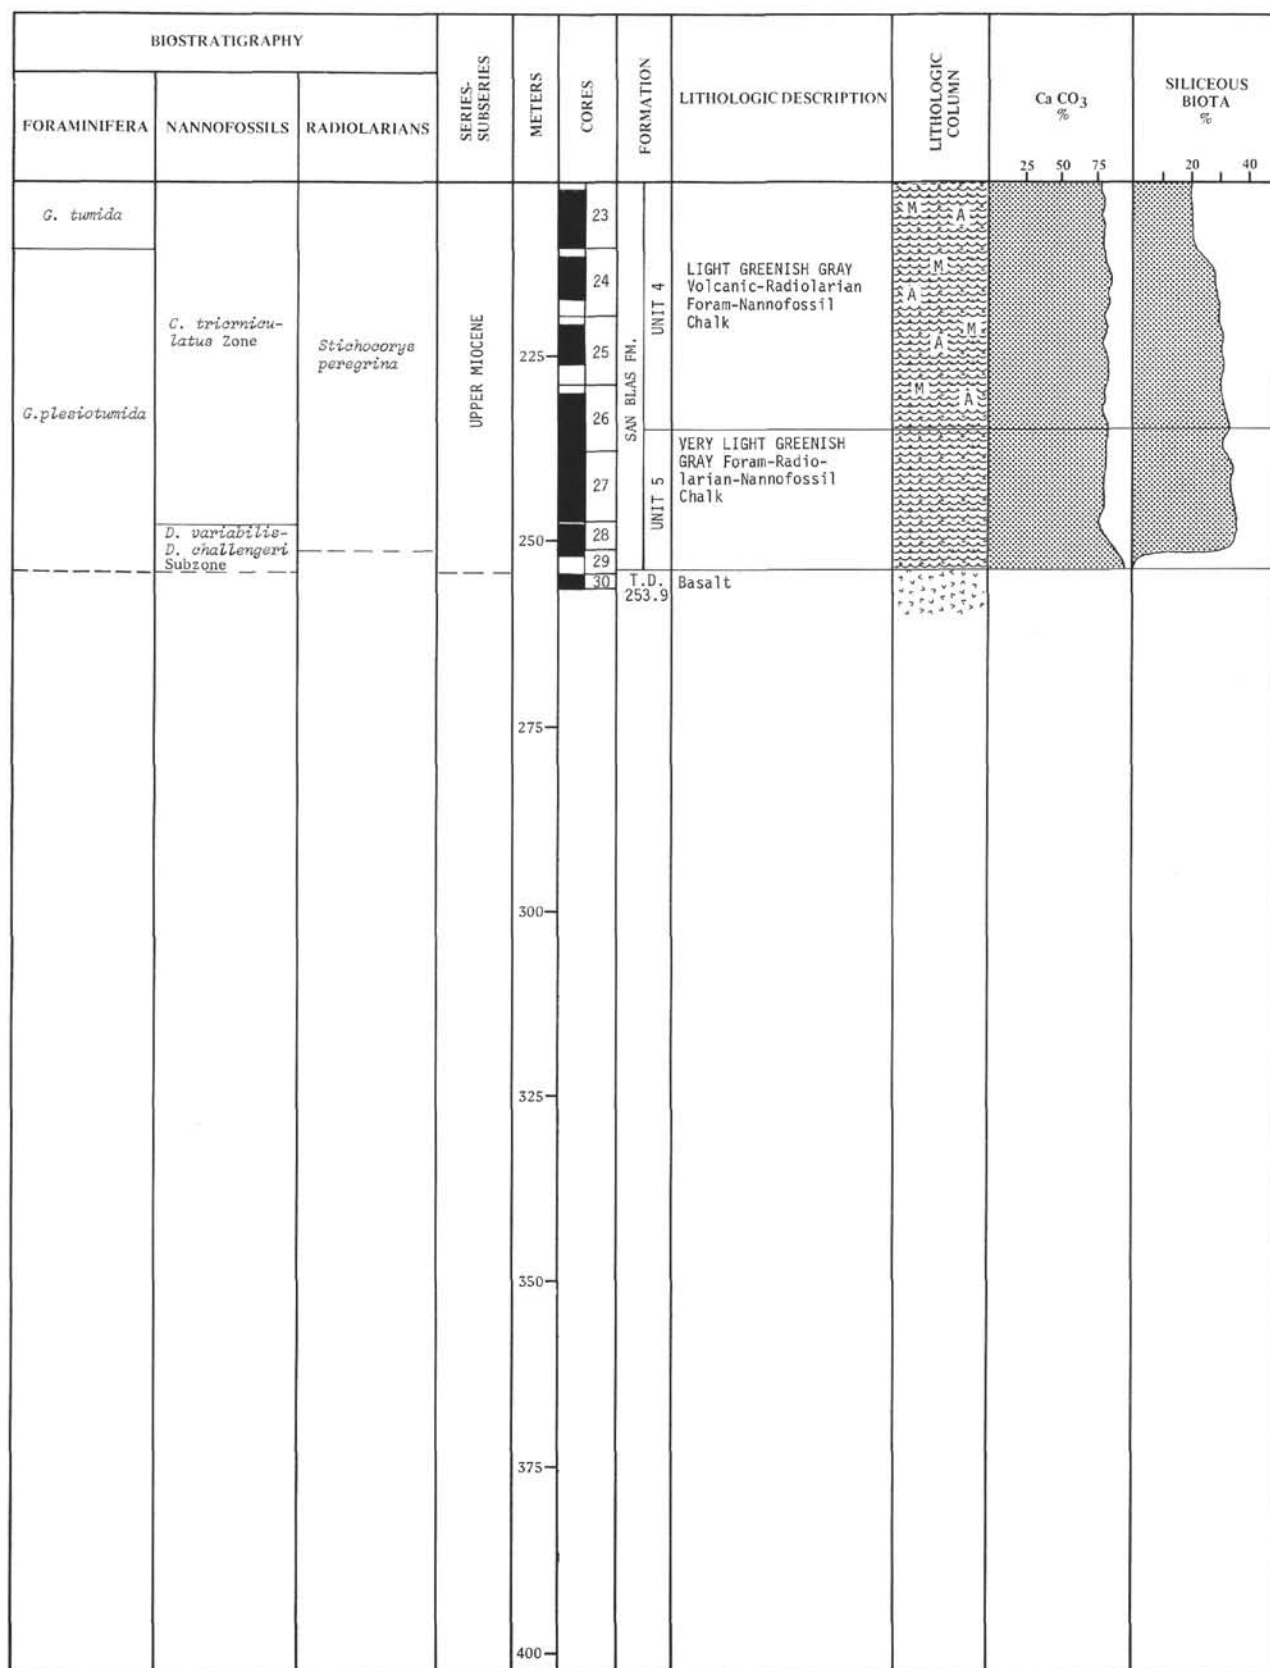 BIOSTRATIGRAPHY
FORAMINIFERA
NANNOFOSSILS
RADIOLARIANS
SERIES-
SUBSERIES
METERS
CORES
FORMATION
LITHOLOGIC DESCRIPTION
LITHOLOGIC
COLUMN
Ca CO3
%
25 50 75
SILICEOUS
BIOTA
%
20 40
G. tumida
G.plesiotumida
C. tricornicu-
latus Zone
D. variabilis-
D. challengeri
Subzone
Stichocorys
peregrina
UPPER MIOCENE
225
250
275
300
325
350
375
400
23
24
25
26
27
28
29
30
SAN BLAS FM.
UNIT 4
UNIT 5
T.D.
253.9
LIGHT GREENISH GRAY
Volcanic-Radiolarian
Foram-Nannofossil
Chalk
VERY LIGHT GREENISH
GRAY Foram-Radio-
larian-Nannofossil
Chalk
Basalt
M A
M
A
M
A
M
A